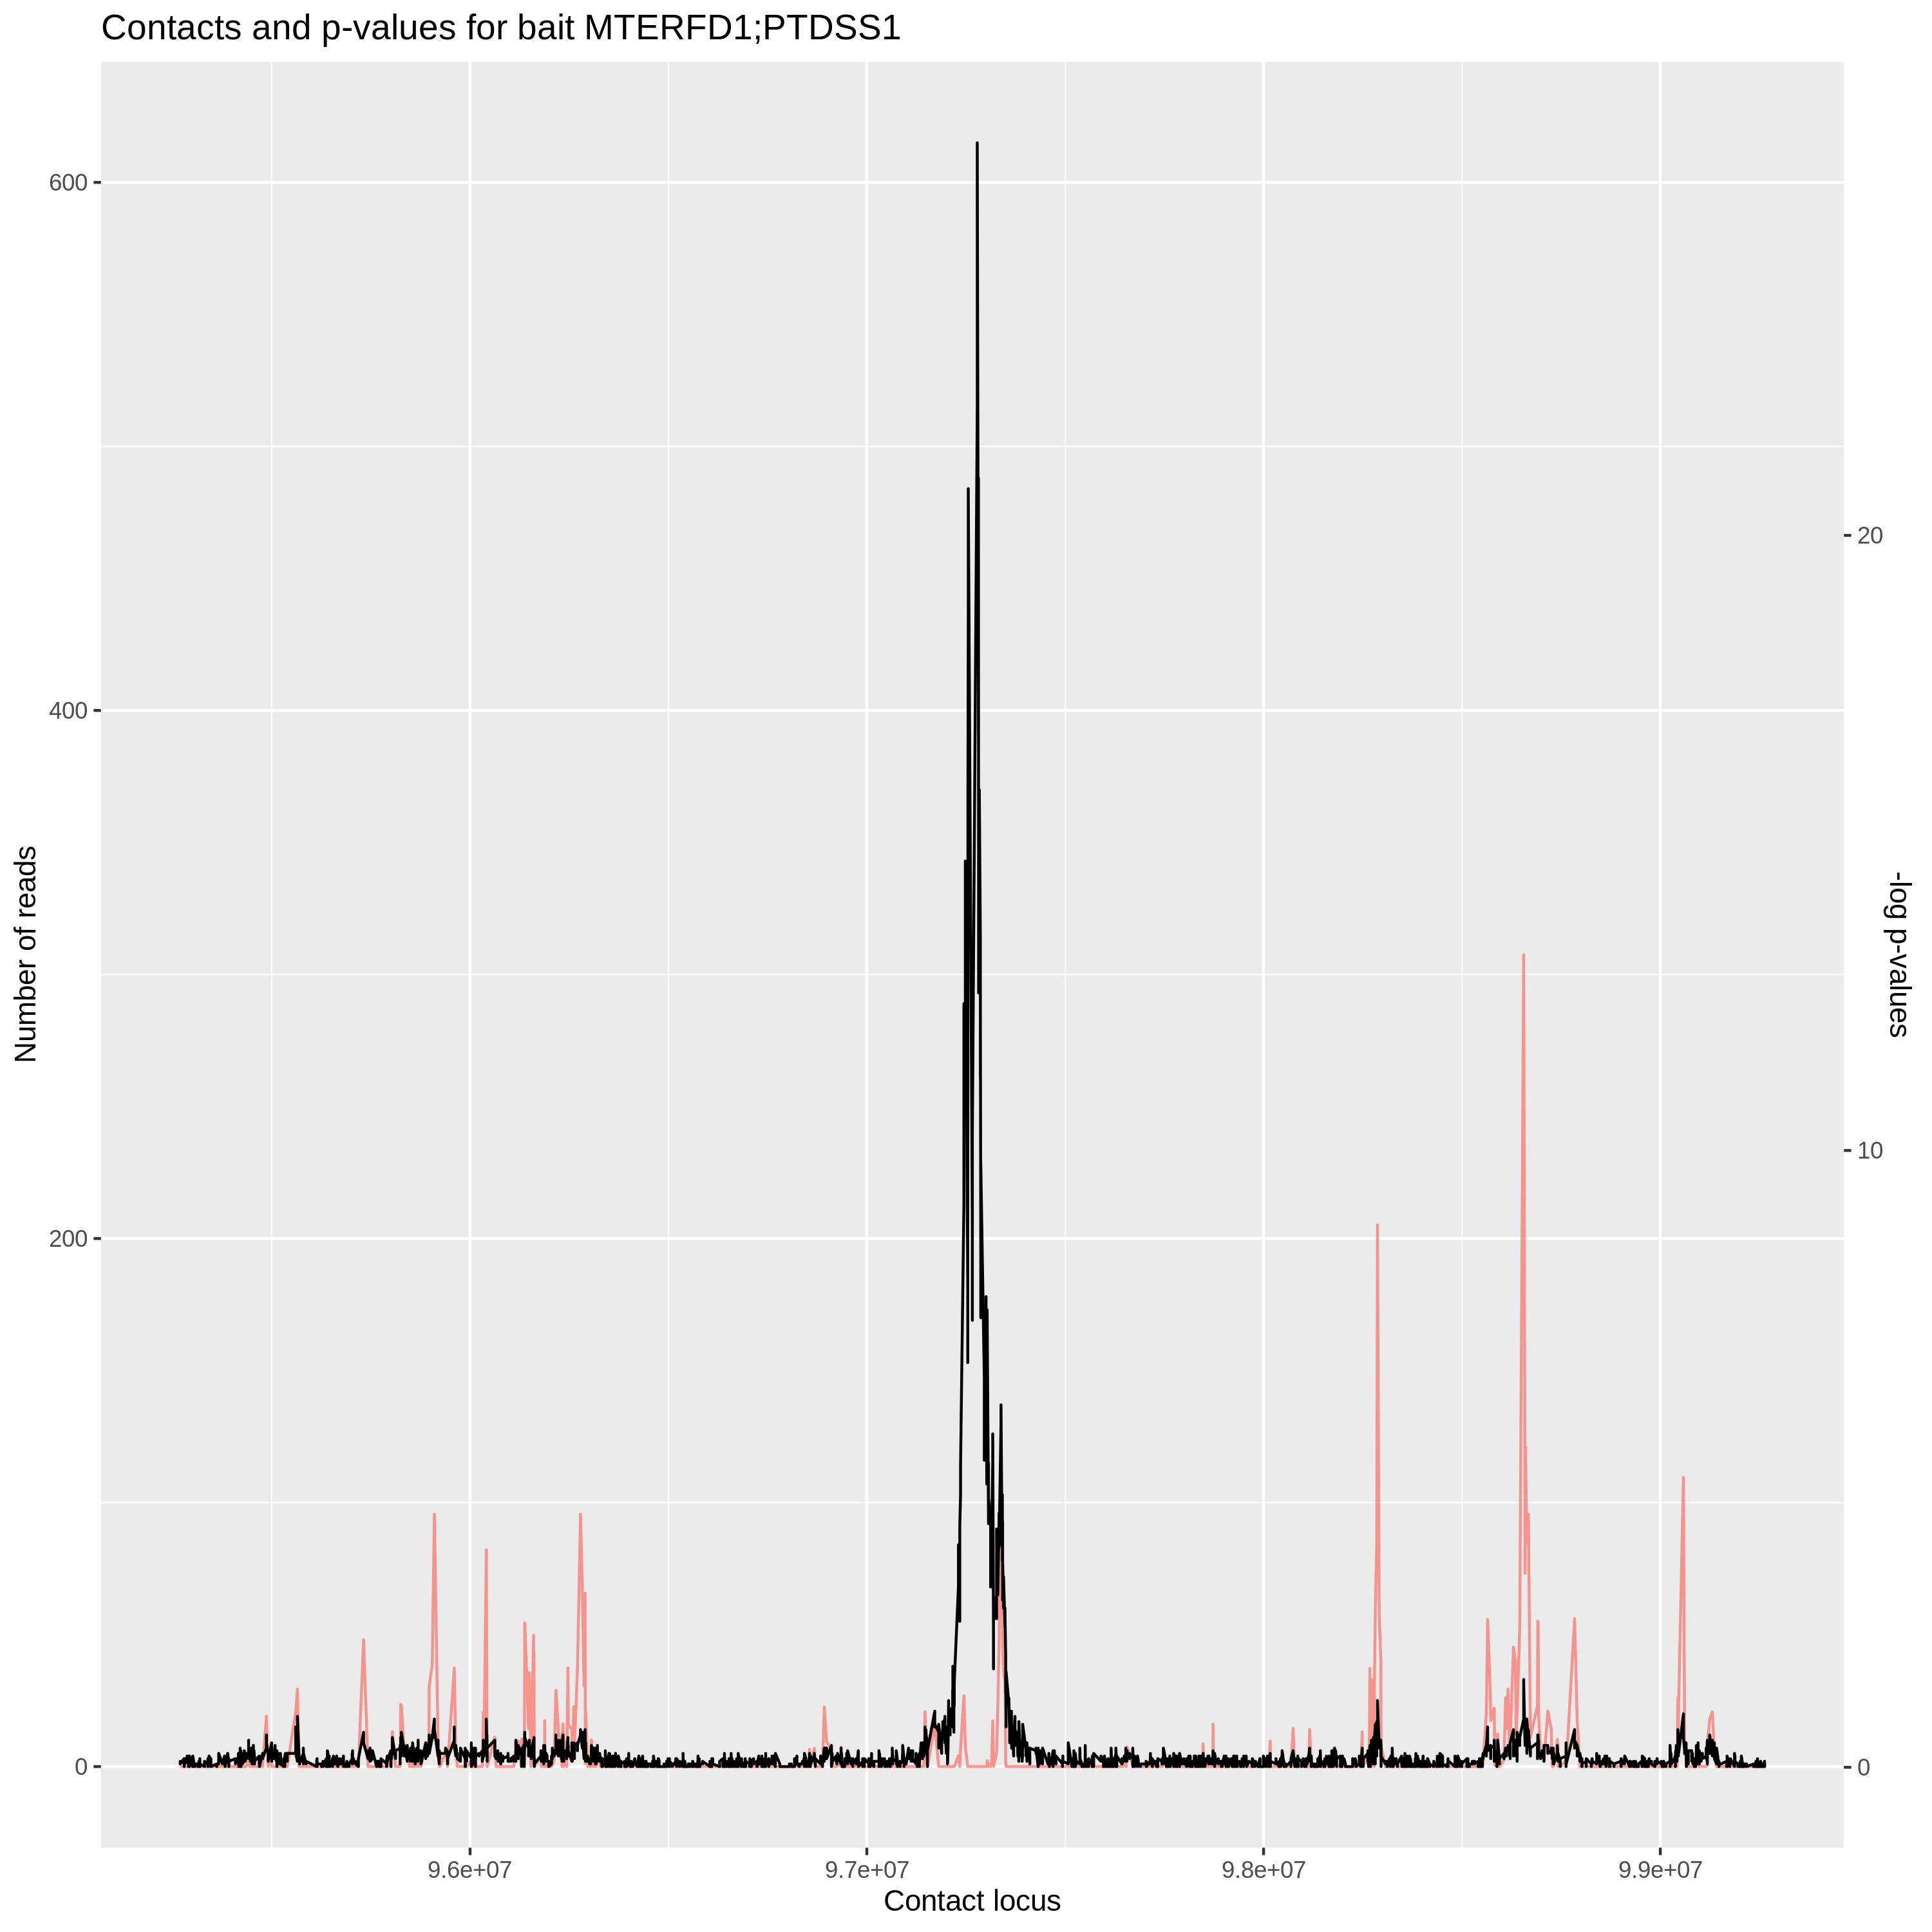 Contacts and p-values for bait MTERFD1;PTDSS1
600
400
200
0
Number of reads
20
10
0
-log p-values
9.6e+07
9.7e+07
9.8e+07
9.9e+07
Contact locus